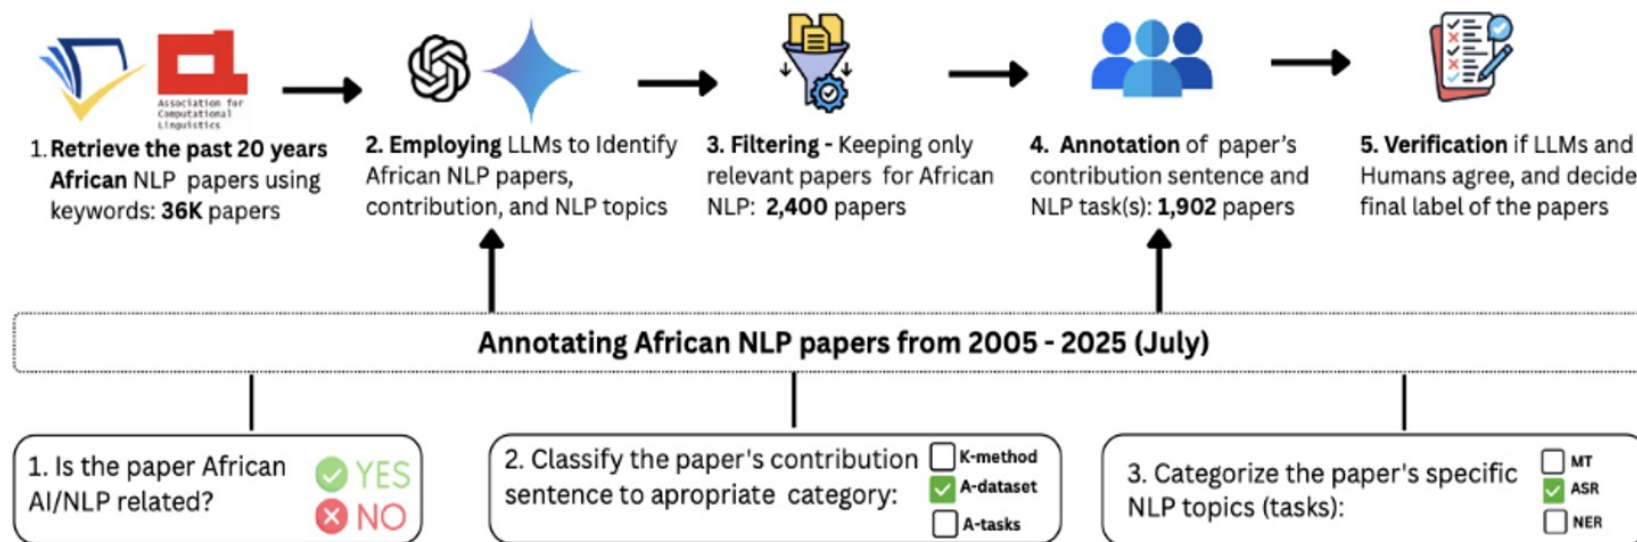 Association for
Computational
Linguistics
1. Retrieve the past 20 years
African NLP papers using
keywords: 36K papers
2. Employing LLMs to Identify
African NLP papers,
contribution, and NLP topics
3. Filtering - Keeping only
relevant papers for African
NLP: 2,400 papers
4. Annotation of paper's
contribution sentence and
NLP task(s): 1,902 papers
5. Verification if LLMs and
Humans agree, and decide
final label of the papers
Annotating African NLP papers from 2005 - 2025 (July)
1. Is the paper African
AI/NLP related?
YES
NO
2. Classify the paper's contribution
sentence to apropriate category:
K-method
A-dataset
A-tasks
3. Categorize the paper's specific
NLP topics (tasks):
MT
ASR
NER